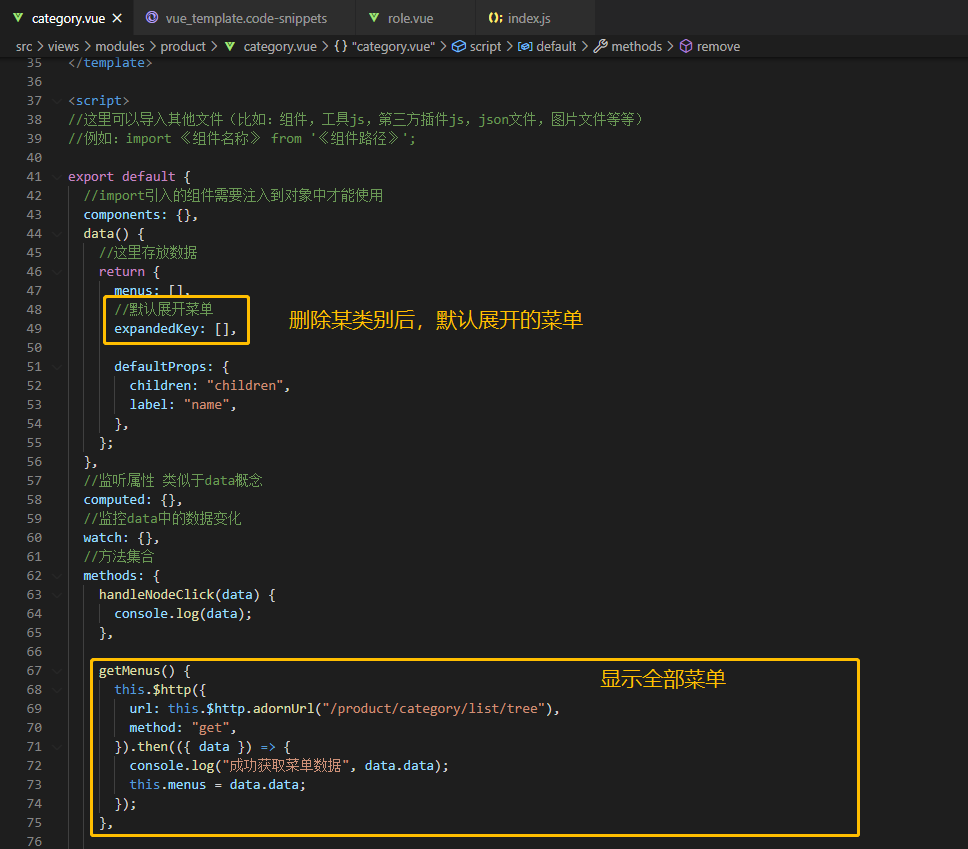 category.vue
vue_template.code-snippets
role.vue
index.js
src > views > modules > product > category.vue > {} "category.vue" > script > default > methods > remove
35 </template>
36
37 <script>
38 //这里可以导入其他文件（比如：组件，工具js，第三方插件js，json文件，图片文件等等）
39 //例如：import 《组件名称》 from '《组件路径》';
40
41 export default {
42 //import引入的组件需要注入到对象中才能使用
43 components: {},
44 data() {
45 //这里存放数据
46 return {
47 menus: [],
48 //默认展开菜单
49 expandedKey: [],
删除某类别后，默认展开的菜单
50
51 defaultProps: {
52 children: "children",
53 label: "name",
54 },
55 };
56 },
57 //监听属性 类似于data概念
58 computed: {},
59 //监控data中的数据变化
60 watch: {},
61 //方法集合
62 methods: {
63 handleNodeClick(data) {
64 console.log(data);
65 },
66
67 getMenus() {
显示全部菜单
68 this.$http({
69 url: this.$http.adornUrl("/product/category/list/tree"),
70 method: "get",
71 }).then(({ data }) => {
72 console.log("成功获取菜单数据", data.data);
73 this.menus = data.data;
74 });
75 },
76